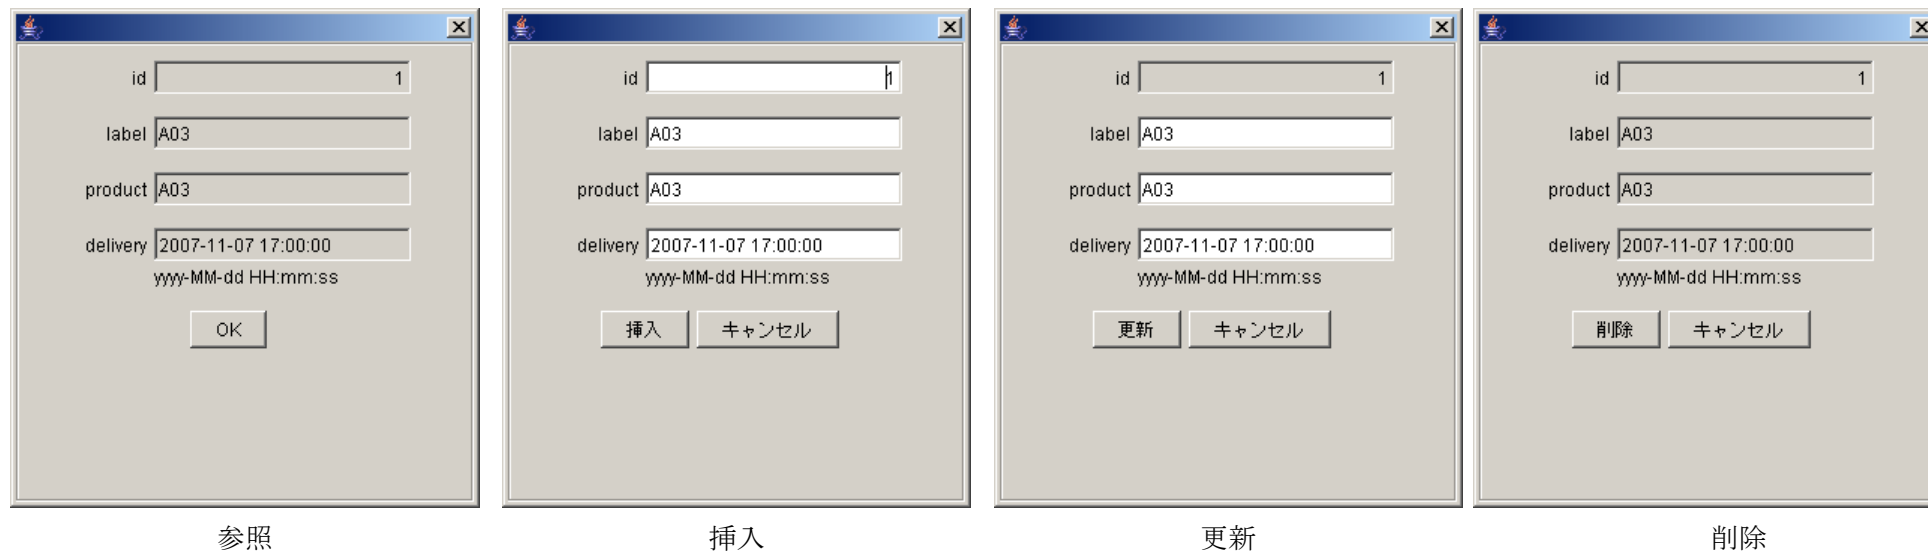 id 1
label A03
product A03
delivery 2007-11-07 17:00:00
yyyy-MM-dd HH:mm:ss
OK
参照
id 1
label A03
product A03
delivery 2007-11-07 17:00:00
yyyy-MM-dd HH:mm:ss
挿入 キャンセル
挿入
id 1
label A03
product A03
delivery 2007-11-07 17:00:00
yyyy-MM-dd HH:mm:ss
更新 キャンセル
更新
id 1
label A03
product A03
delivery 2007-11-07 17:00:00
yyyy-MM-dd HH:mm:ss
削除 キャンセル
削除